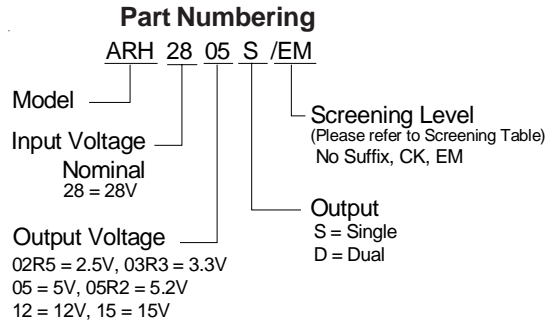 Part Numbering
ARH 28 05 S /EM
Model
Input Voltage
Nominal
28 = 28V
Output Voltage
02R5 = 2.5V, 03R3 = 3.3V
05 = 5V, 05R2 = 5.2V
12 = 12V, 15 = 15V
Screening Level
(Please refer to Screening Table)
No Suffix, CK, EM
Output
S = Single
D = Dual